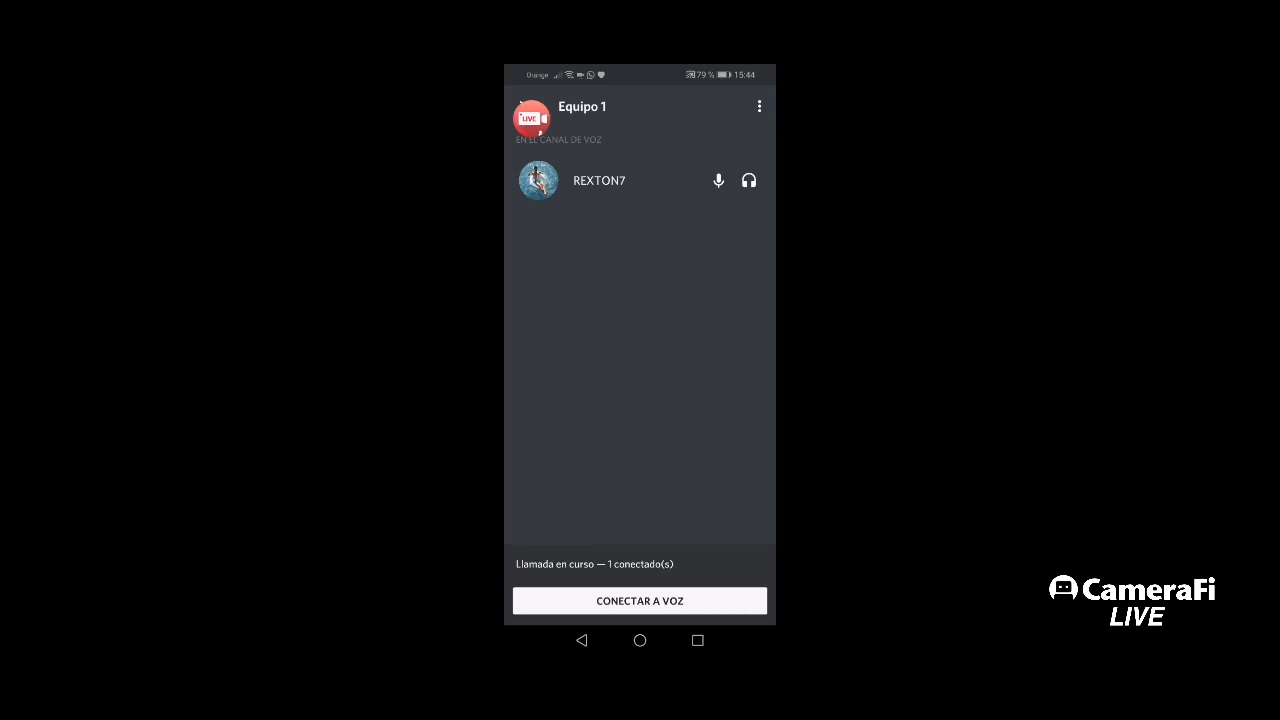 Orange 79 % 15:44
LIVE
Equipo 1
EN EL CANAL DE VOZ
REXTON7
Llamada en curso — 1 conectado(s)
CONECTAR A VOZ
CameraFi
LIVE